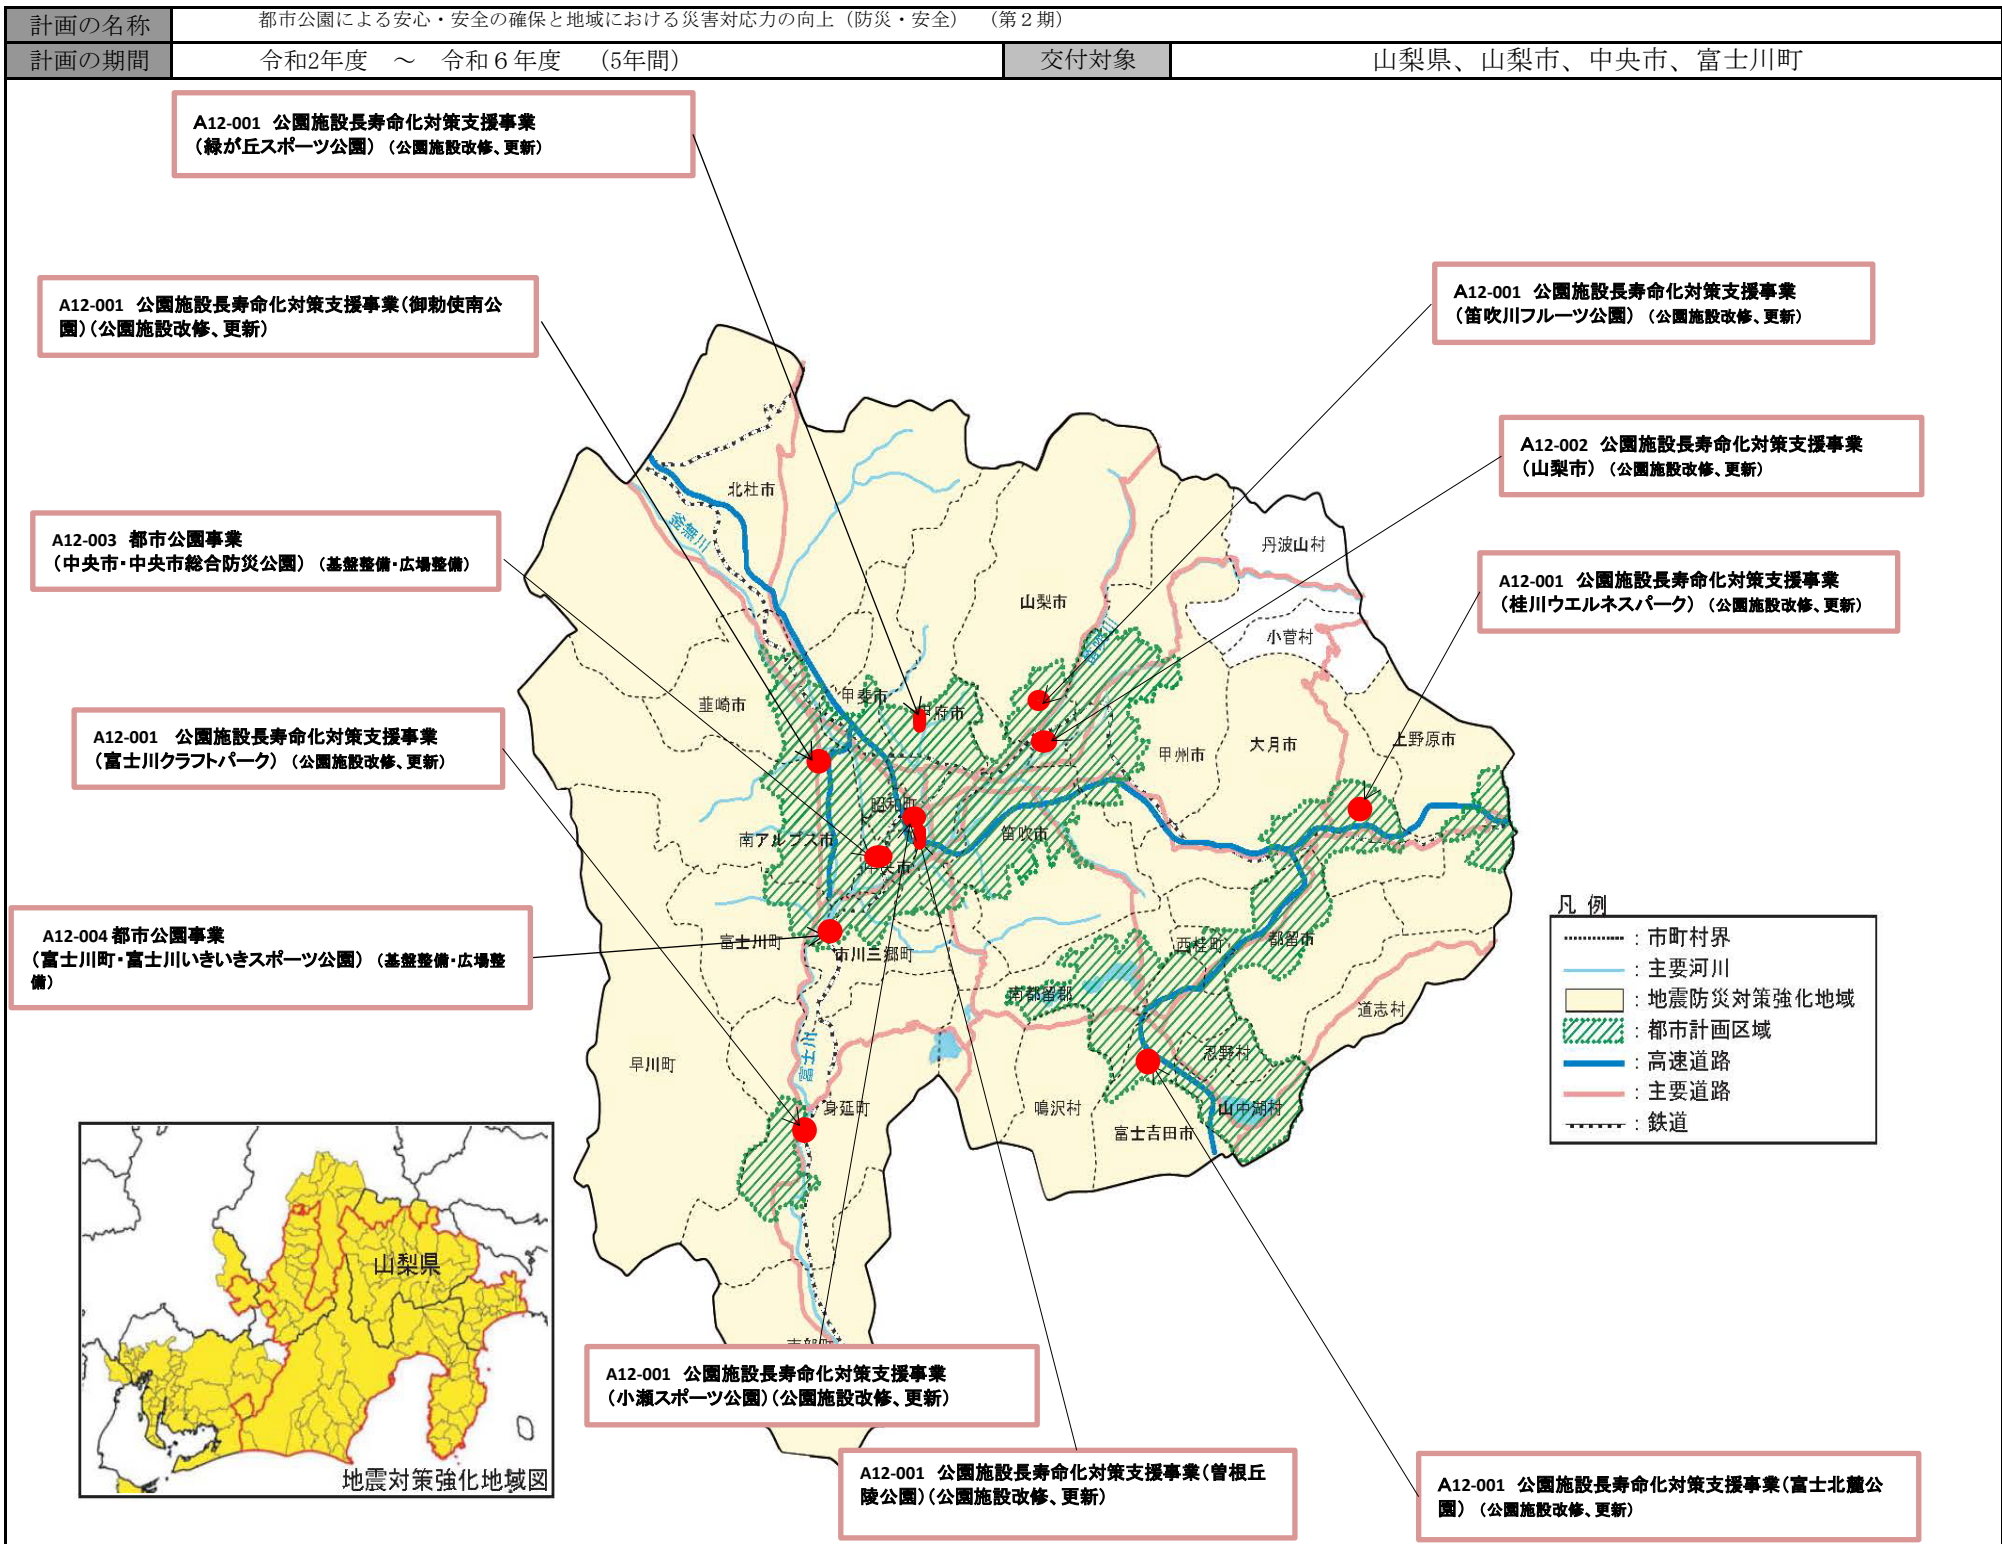 計画の名称
都市公園による安心・安全の確保と地域における災害対応力の向上（防災・安全）　（第２期）
計画の期間
令和2年度　～　令和６年度　（5年間）
交付対象
山梨県、山梨市、中央市、富士川町
A12-001 公園施設長寿命化対策支援事業
（緑が丘スポーツ公園）（公園施設改修、更新）
A12-001 公園施設長寿命化対策支援事業（御勅使南公
園）（公園施設改修、更新）
A12-001 公園施設長寿命化対策支援事業
（笛吹川フルーツ公園）（公園施設改修、更新）
A12-002 公園施設長寿命化対策支援事業
（山梨市）（公園施設改修、更新）
A12-003 都市公園事業
（中央市・中央市総合防災公園）（基盤整備・広場整備）
A12-001 公園施設長寿命化対策支援事業
（桂川ウエルネスパーク）（公園施設改修、更新）
A12-001 公園施設長寿命化対策支援事業
（富士川クラフトパーク）（公園施設改修、更新）
A12-004 都市公園事業
（富士川町・富士川いきいきスポーツ公園）（基盤整備・広場整
備）
北杜市
釜無川
丹波山村
山梨市
小菅村
韮崎市
甲斐市
甲府市
甲州市
大月市
上野原市
昭和町
南アルプス市
笛吹市
中央市
富士川町
市川三郷町
西桂町
都留市
南都留郡
道志村
忍野村
早川町
富士川
身延町
鳴沢村
山中湖村
富士吉田市
凡 例
：市町村界
：主要河川
：地震防災対策強化地域
：都市計画区域
：高速道路
：主要道路
：鉄道
山梨県
地震対策強化地域図
A12-001 公園施設長寿命化対策支援事業
（小瀬スポーツ公園）（公園施設改修、更新）
A12-001 公園施設長寿命化対策支援事業（曽根丘
陵公園）（公園施設改修、更新）
A12-001 公園施設長寿命化対策支援事業（富士北麓公
園）（公園施設改修、更新）